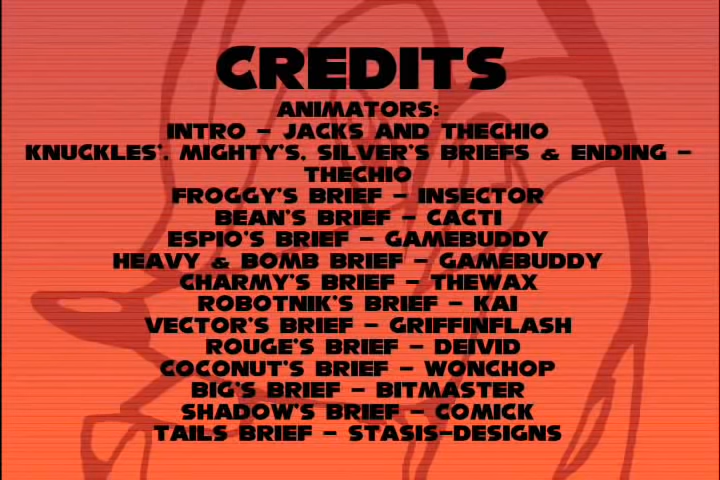 CREDITS
ANIMATORS:
INTRO - JACKS AND THECHIO
KNUCKLES', MIGHTY'S, SILVER'S BRIEFS & ENDING -
THECHIO
FROGGY'S BRIEF - INSECTOR
BEAN'S BRIEF - CACTI
ESPIO'S BRIEF - GAMEBUDDY
HEAVY & BOMB BRIEF - GAMEBUDDY
CHARMY'S BRIEF - THEWAX
ROBOTNIK'S BRIEF - KAI
VECTOR'S BRIEF - GRIFFINFLASH
ROUGE'S BRIEF - DEIVID
COCONUT'S BRIEF - WONCHOP
BIG'S BRIEF - BITMASTER
SHADOW'S BRIEF - COMICK
TAILS BRIEF - STASIS-DESIGNS